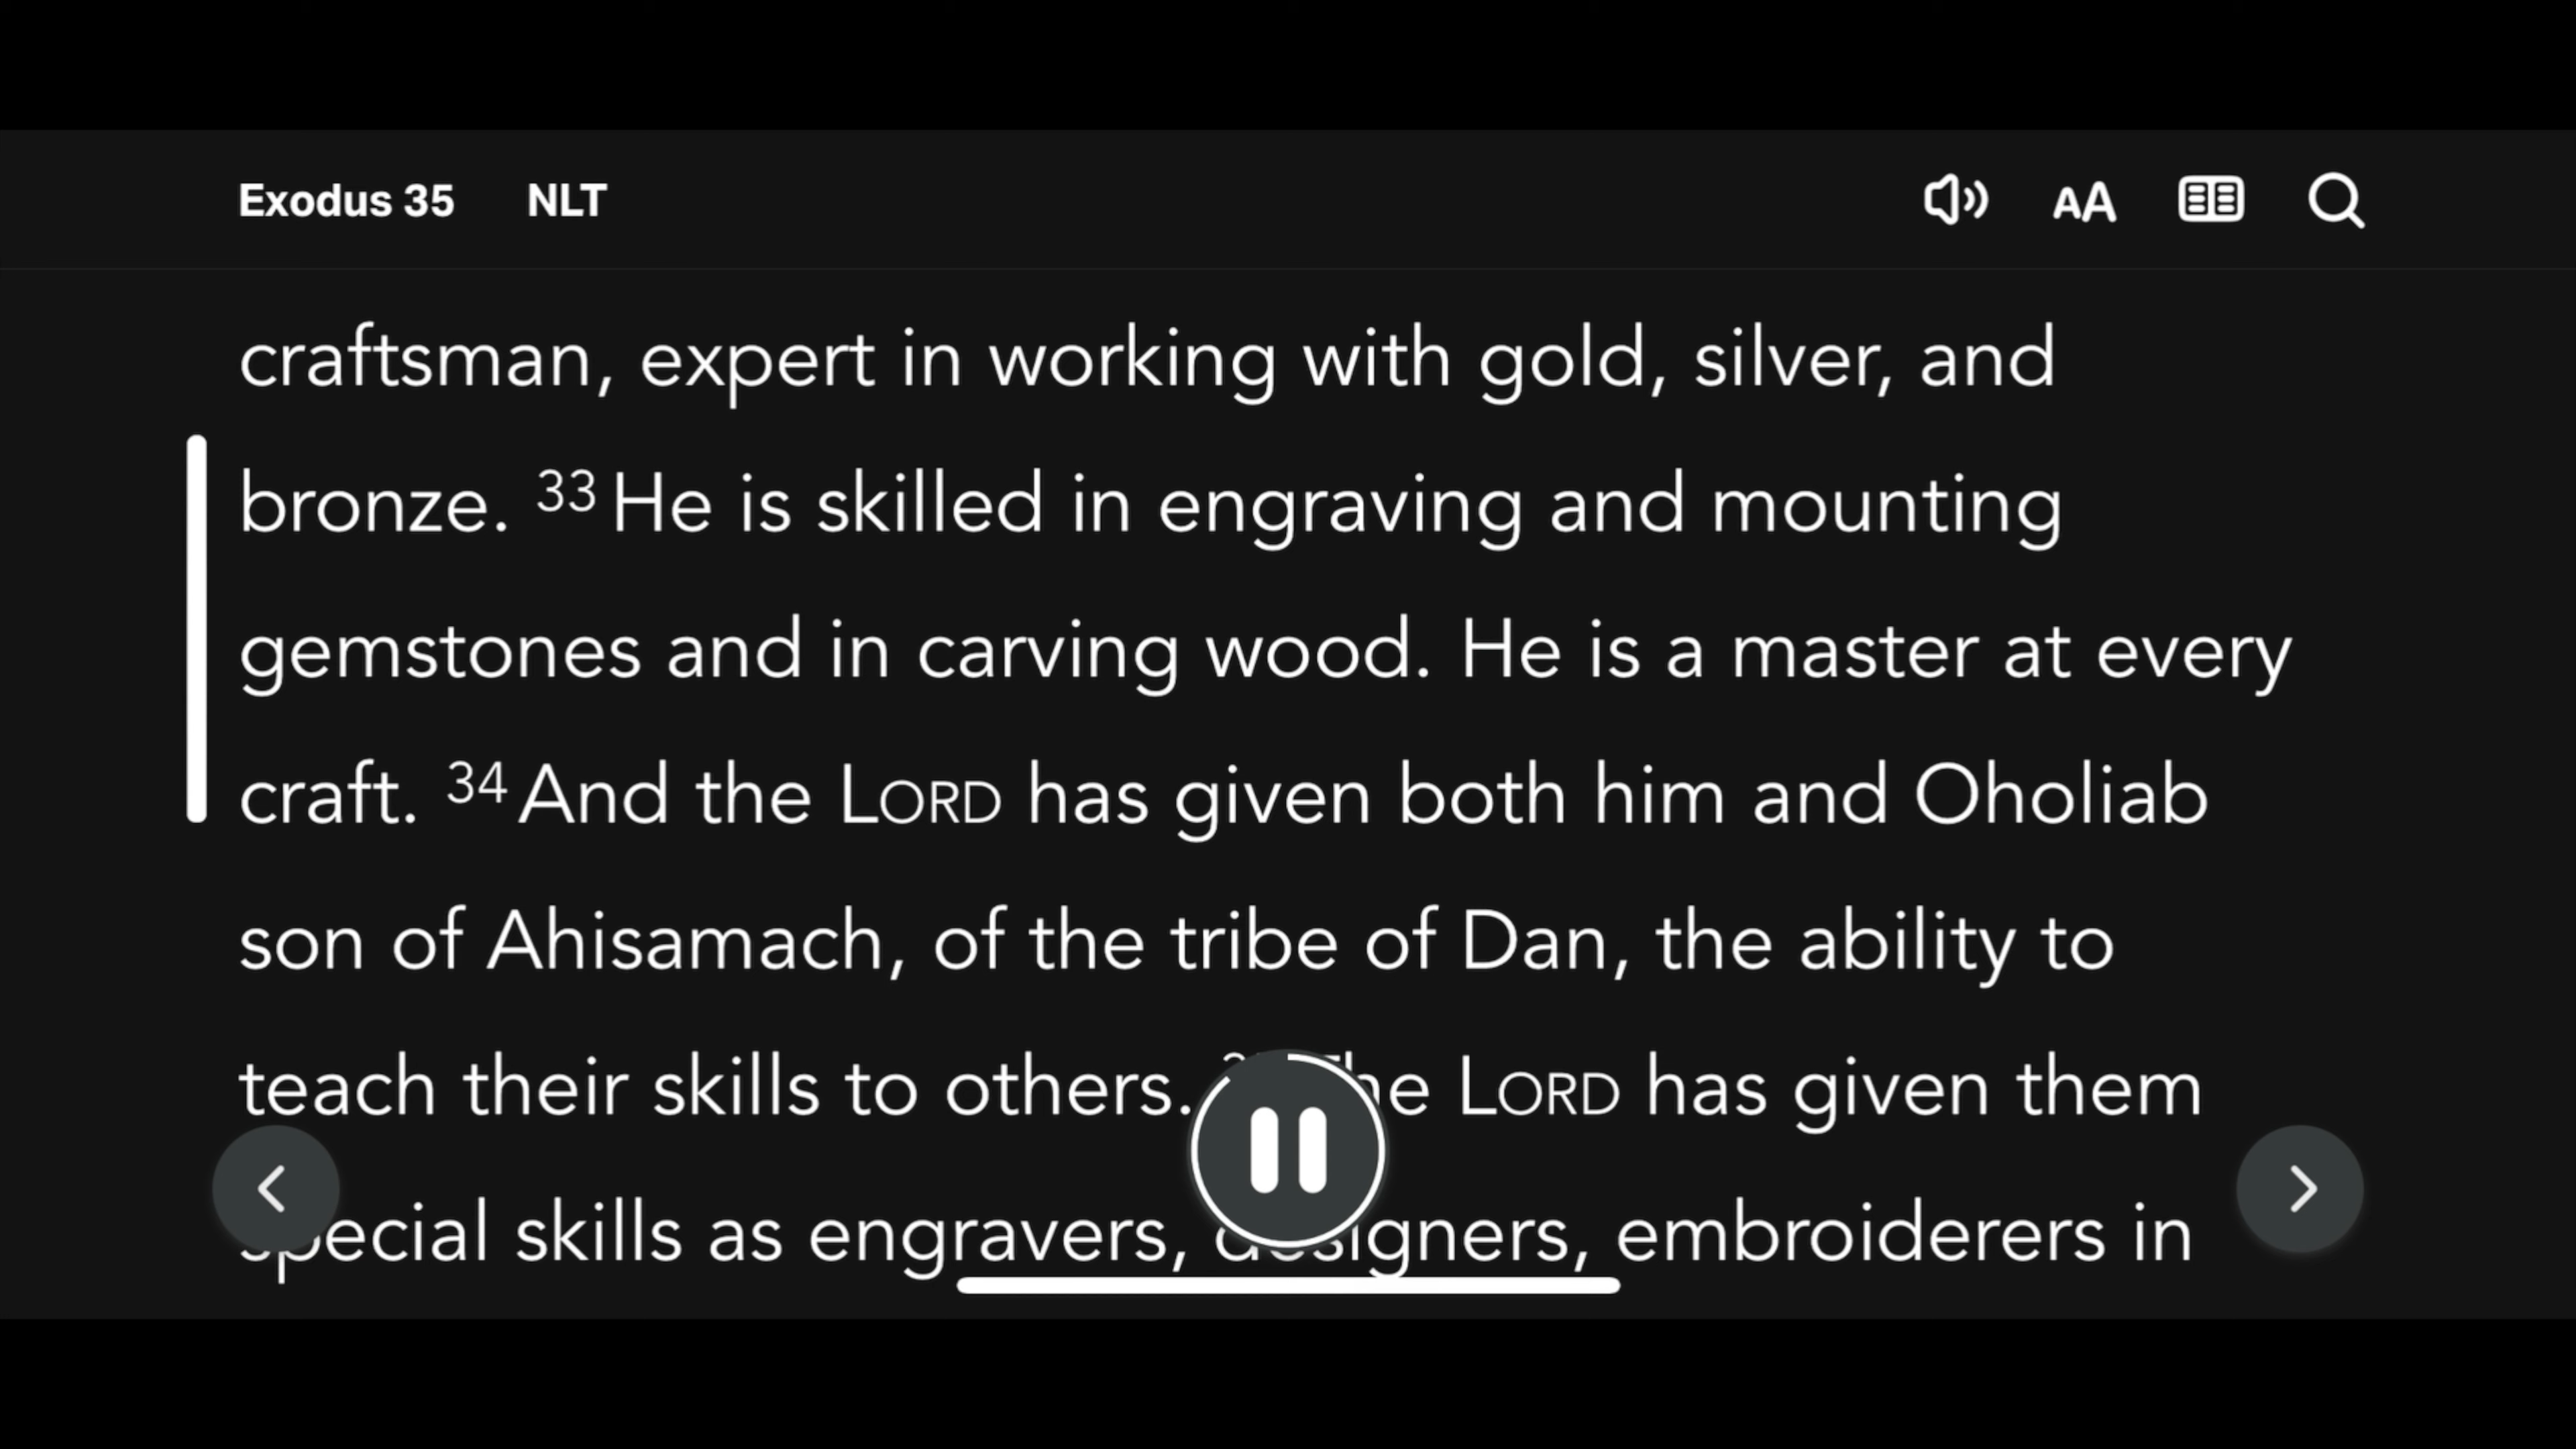 Exodus 35 NLT AA
craftsman, expert in working with gold, silver, and
bronze. 33 He is skilled in engraving and mounting
gemstones and in carving wood. He is a master at every
craft. 34 And the LORD has given both him and Oholiab
son of Ahisamach, of the tribe of Dan, the ability to
teach their skills to others. The LORD has given them
special skills as engravers, designers, embroiderers in